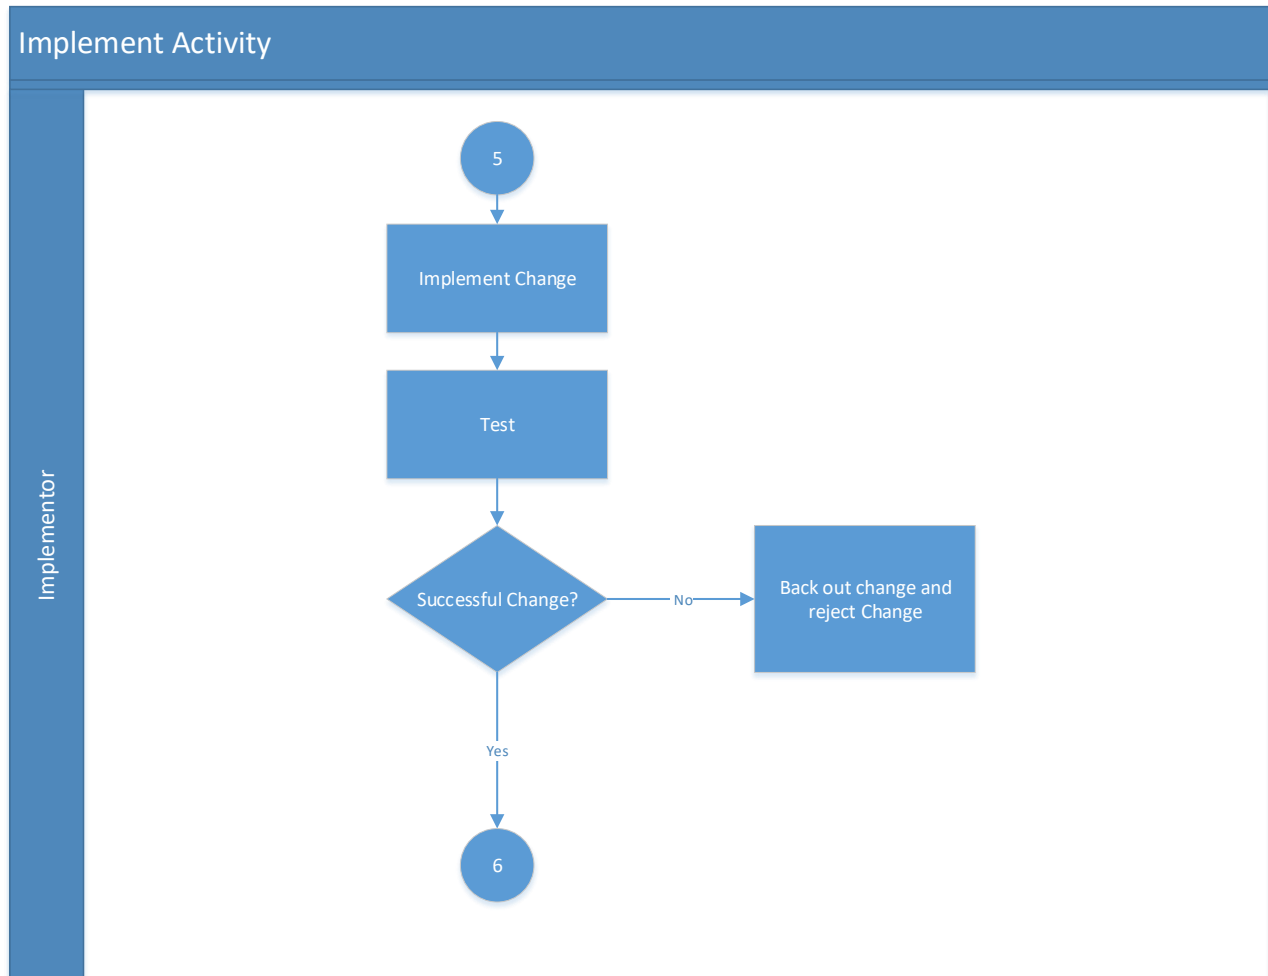 Implement Activity
Implementor
5
Implement Change
Test
Successful Change?
No
Back out change and
reject Change
Yes
6